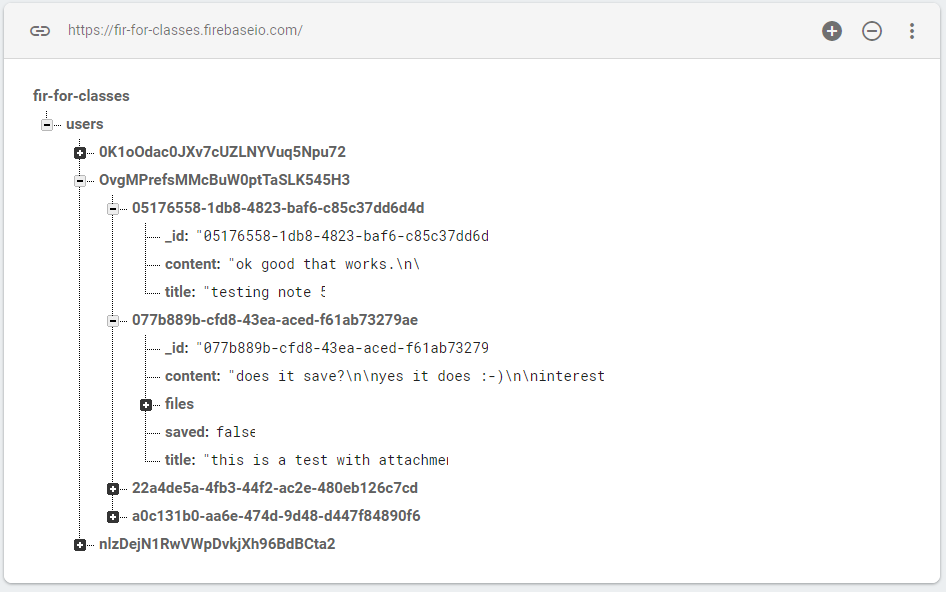 https://fir-for-classes.firebaseio.com/
fir-for-classes
users
0K1oOdac0JXv7cUZLNYVuq5Npu72
OvgMPrefsMMcBuW0ptTaSLK545H3
05176558-1db8-4823-baf6-c85c37dd6d4d
_id: "05176558-1db8-4823-baf6-c85c37dd6d
content: "ok good that works.\n\
title: "testing note 5
077b889b-cfd8-43ea-aced-f61ab73279ae
_id: "077b889b-cfd8-43ea-aced-f61ab73279
content: "does it save?\n\nyes it does :-)\n\ninterest
files
saved: false
title: "this is a test with attachmen
22a4de5a-4fb3-44f2-ac2e-480eb126c7cd
a0c131b0-aa6e-474d-9d48-d447f84890f6
nlzDejN1RwVWpDvkjXh96BdBCta2